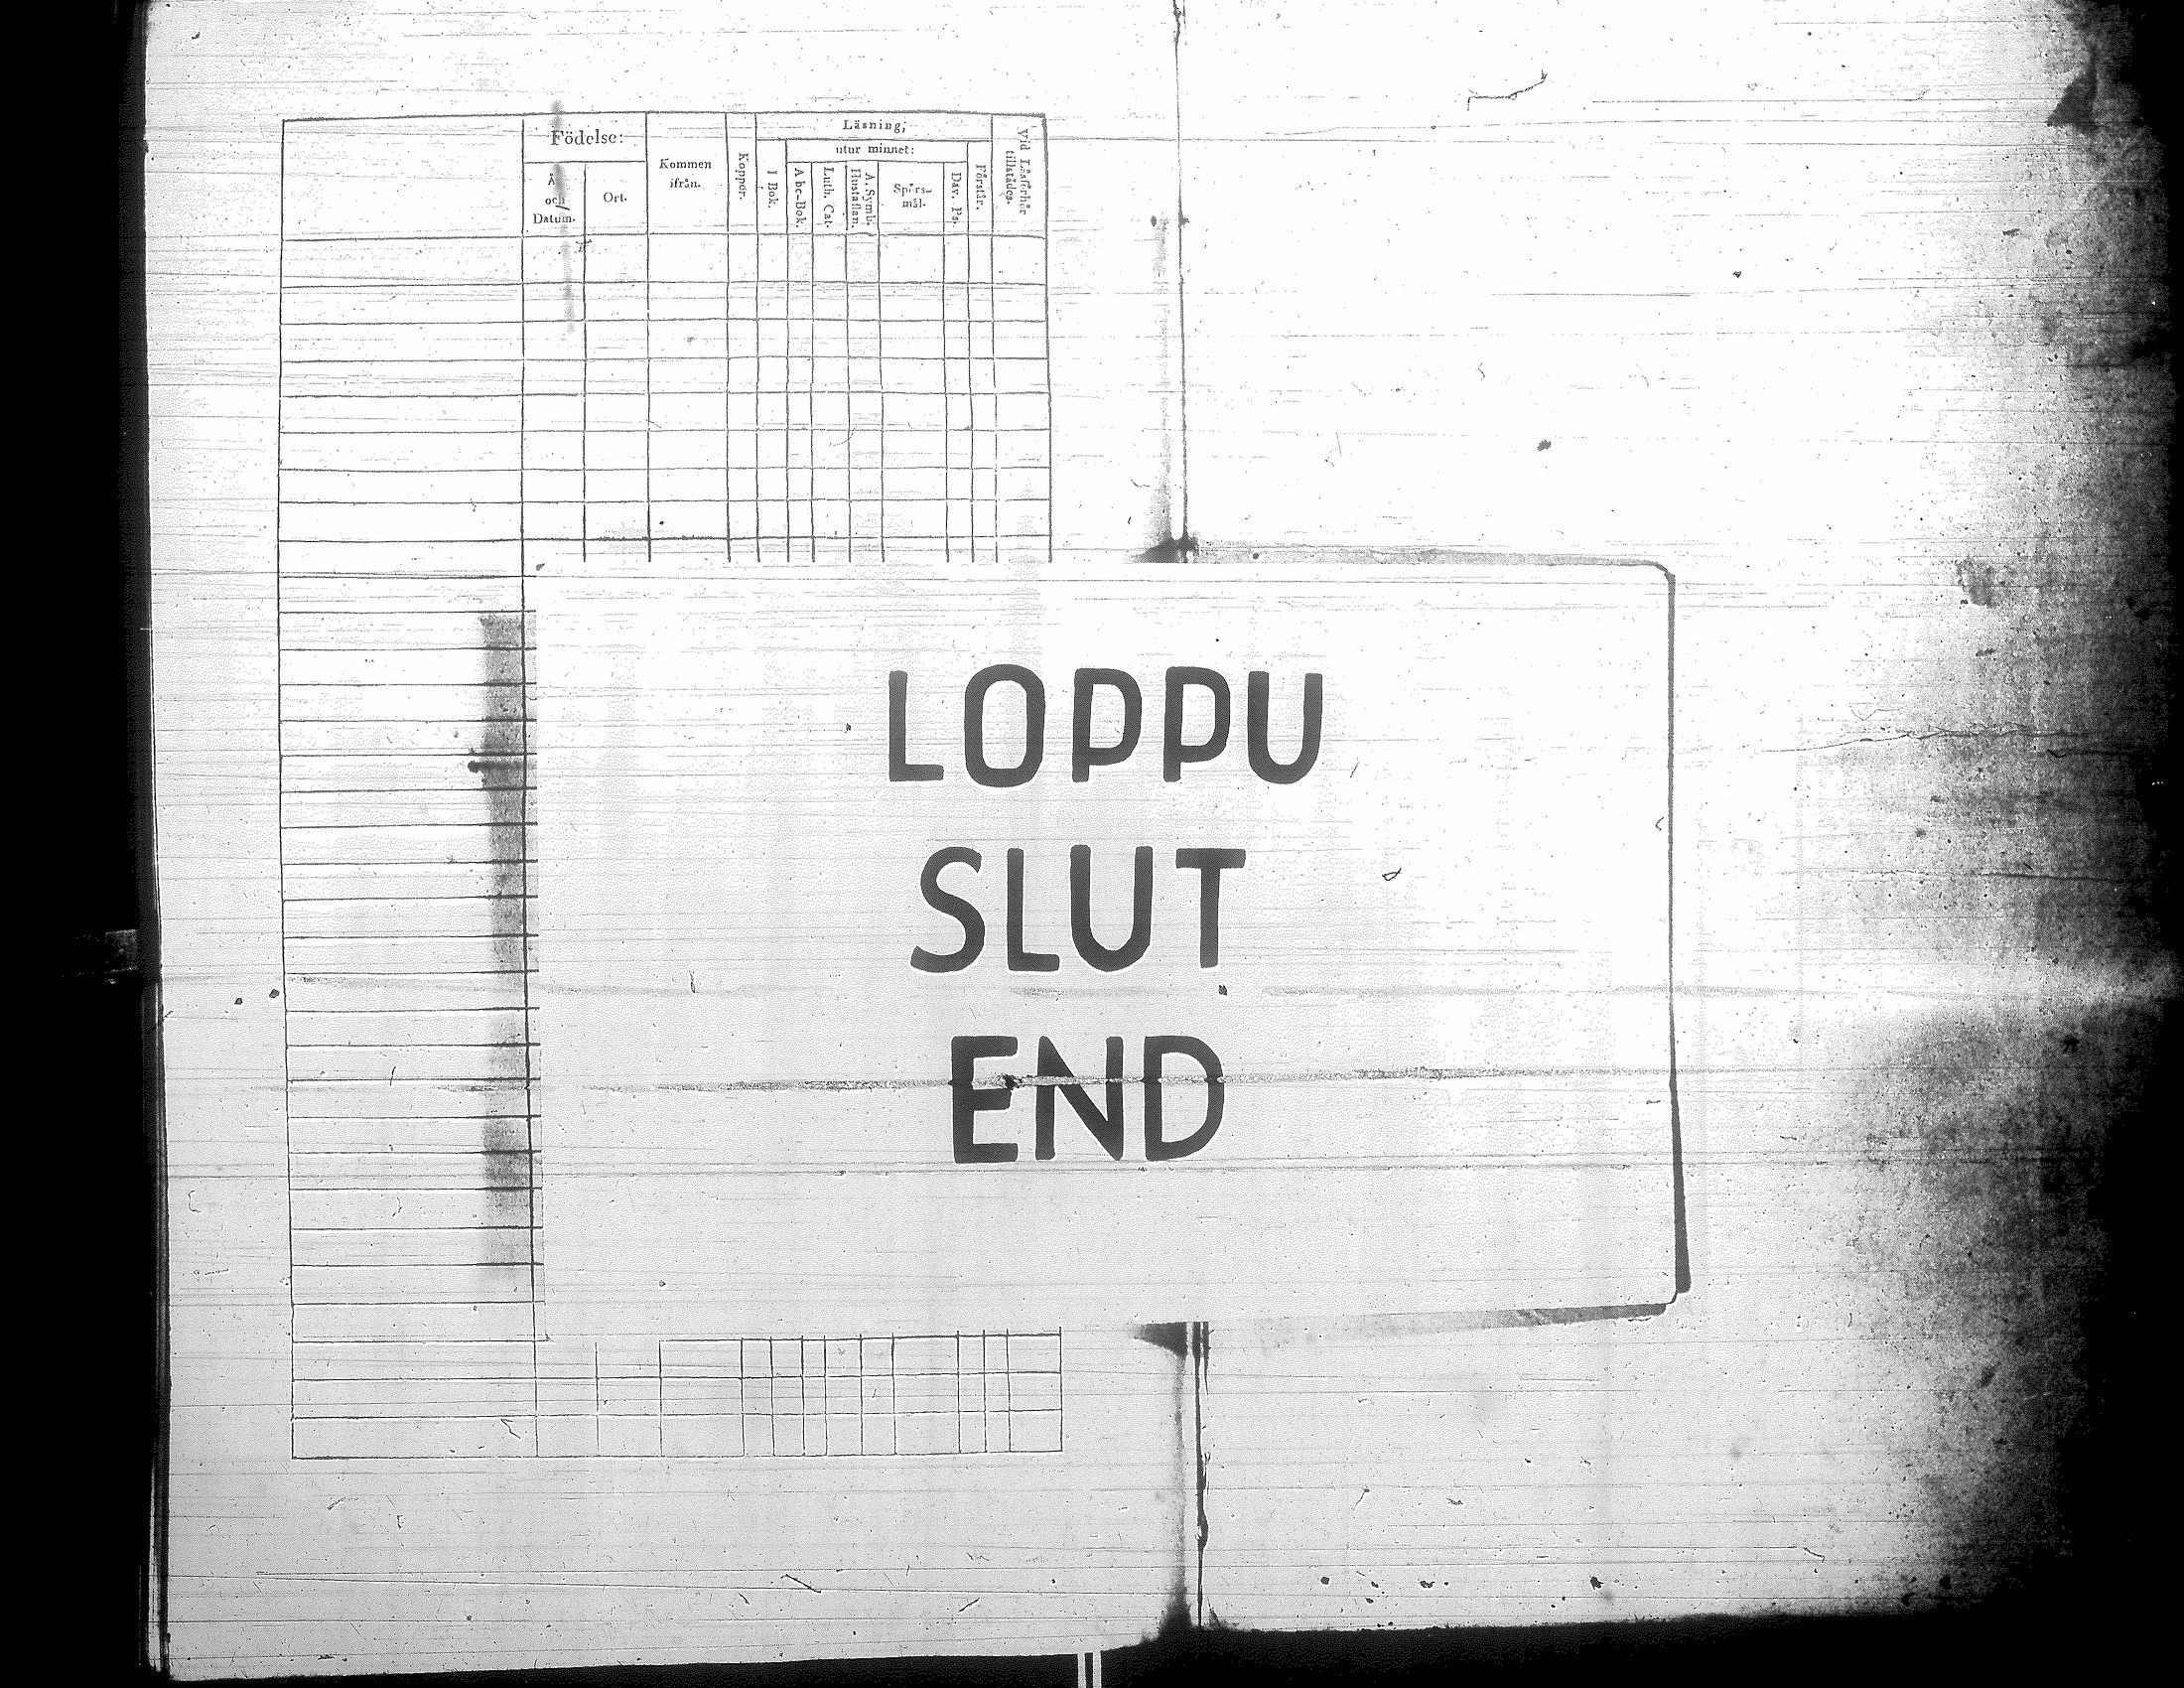 Födelse:
Kommen ifrån.
Koppor.
Läsning,
utur minnet:
Vid Läsförhör tillstädes.
År och Datum.
Ort.
I Bok.
Abc-Bok.
Luth. Cat.
A. Symb. Hustaflan.
Spörs-mål.
Dav. Ps.
Förstår.
LOPPU
SLUT
END